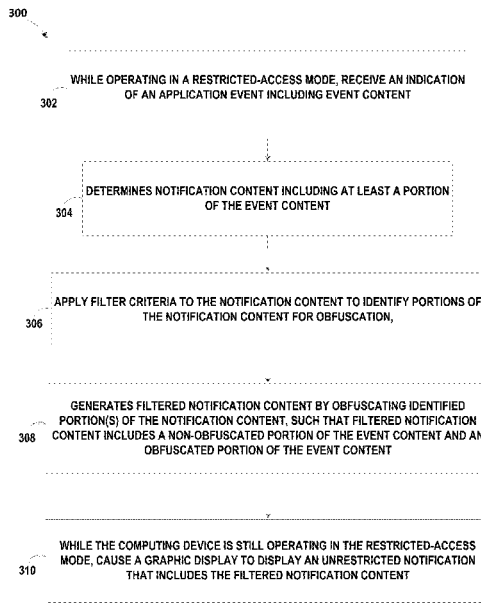 300
302
WHILE OPERATING IN A RESTRICTED-ACCESS MODE, RECEIVE AN INDICATION
OF AN APPLICATION EVENT INCLUDING EVENT CONTENT
304
DETERMINES NOTIFICATION CONTENT INCLUDING AT LEAST A PORTION
OF THE EVENT CONTENT
306
APPLY FILTER CRITERIA TO THE NOTIFICATION CONTENT TO IDENTIFY PORTIONS OF
THE NOTIFICATION CONTENT FOR OBFUSCATION,
308
GENERATES FILTERED NOTIFICATION CONTENT BY OBFUSCATING IDENTIFIED
PORTION(S) OF THE NOTIFICATION CONTENT, SUCH THAT FILTERED NOTIFICATION
CONTENT INCLUDES A NON-OBFUSCATED PORTION OF THE EVENT CONTENT AND AN
OBFUSCATED PORTION OF THE EVENT CONTENT
310
WHILE THE COMPUTING DEVICE IS STILL OPERATING IN THE RESTRICTED-ACCESS
MODE, CAUSE A GRAPHIC DISPLAY TO DISPLAY AN UNRESTRICTED NOTIFICATION
THAT INCLUDES THE FILTERED NOTIFICATION CONTENT